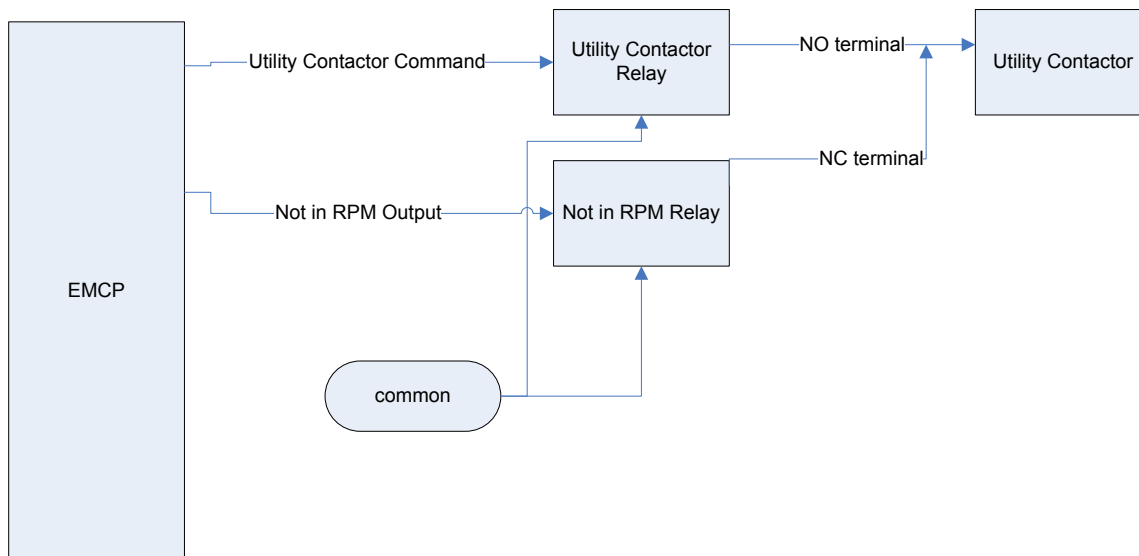 Utility Contactor Command
Utility Contactor
Relay
NO terminal
Utility Contactor
NC terminal
Not in RPM Output
Not in RPM Relay
EMCP
common